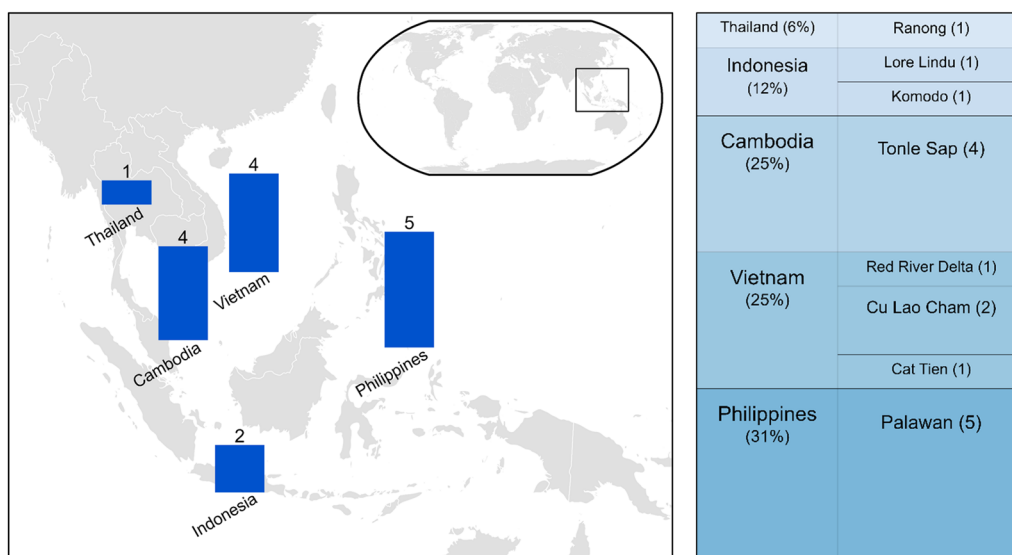 1
Thailand
4
Vietnam
4
Cambodia
5
Philippines
2
Indonesia
Thailand (6%)
Ranong (1)
Indonesia
(12%)
Lore Lindu (1)
Komodo (1)
Cambodia
(25%)
Tonle Sap (4)
Vietnam
(25%)
Red River Delta (1)
Cu Lao Cham (2)
Cat Tien (1)
Philippines
(31%)
Palawan (5)